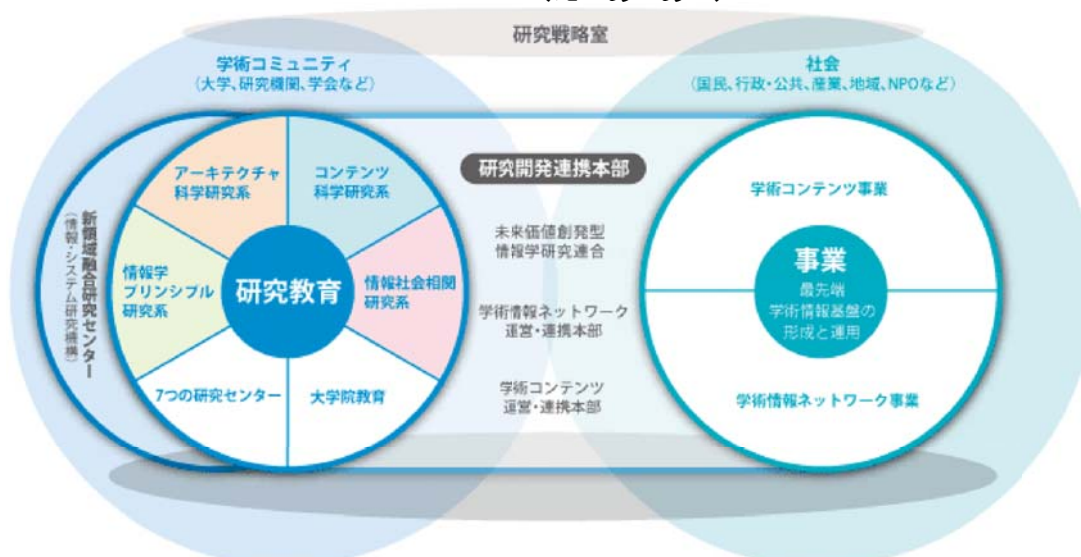 研究戦略室
学術コミュニティ
(大学、研究機関、学会など)
社会
(国民、行政・公共、産業、地域、NPOなど)
新領域融合研究センター
(情報・システム研究機構)
アーキテクチャ
科学研究系
コンテンツ
科学研究系
情報学
プリンシプル
研究系
研究教育
情報社会相関
研究系
7つの研究センター
大学院教育
研究開発連携本部
未来価値創発型
情報学研究連合
学術情報ネットワーク
運営・連携本部
学術コンテンツ
運営・連携本部
学術コンテンツ事業
事業
最先端
学術情報基盤の
形成と運用
学術情報ネットワーク事業